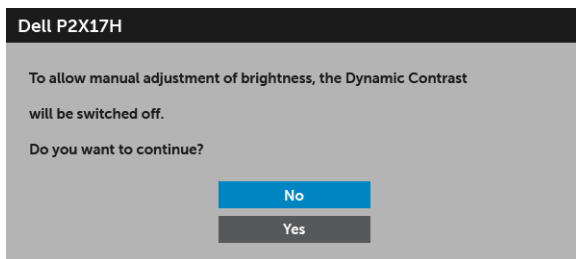 Dell P2X17H
To allow manual adjustment of brightness, the Dynamic Contrast
will be switched off.
Do you want to continue?
No
Yes